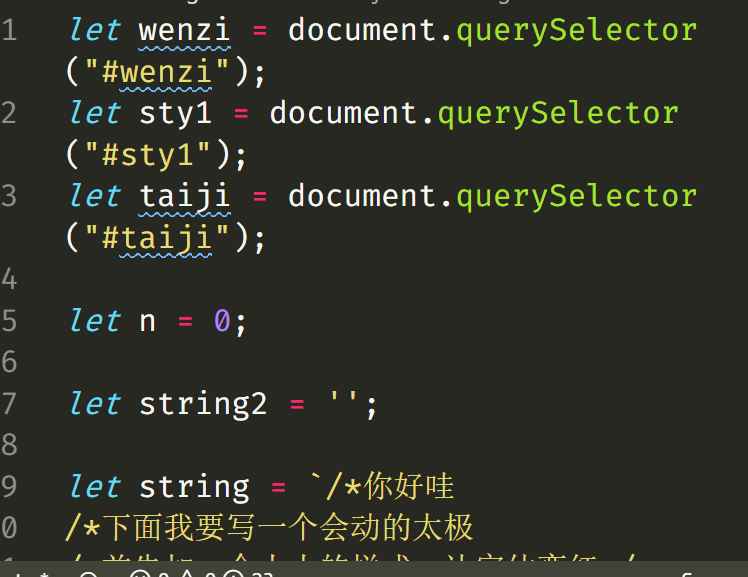 1 let wenzi = document.querySelector
("#wenzi");
2 let sty1 = document.querySelector
("#sty1");
3 let taiji = document.querySelector
("#taiji");
4
5 let n = 0;
6
7 let string2 = '';
8
9 let string = `/*你好哇
0 /*下面我要写一个会动的太极